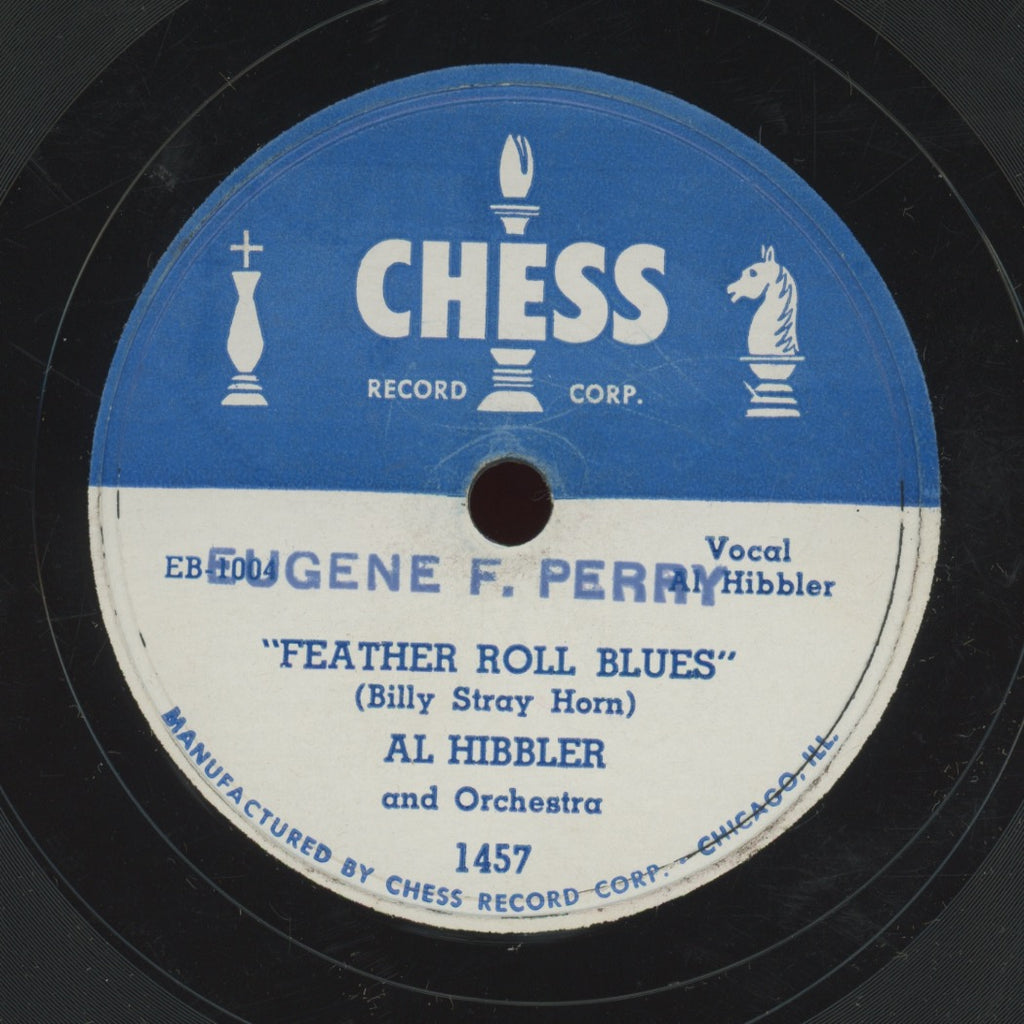 CHESS
RECORD CORP.
EB-1004
EUGENE F. PERRY
Vocal
Al Hibbler
"FEATHER ROLL BLUES"
(Billy Stray Horn)
AL HIBBLER
and Orchestra
1457
MANUFACTURED BY CHESS RECORD CORP. - CHICAGO, ILL.